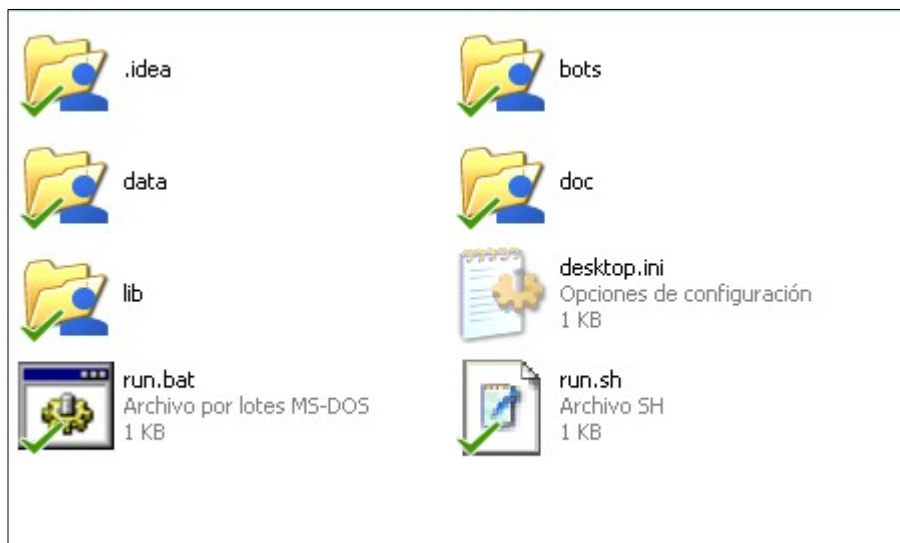 .idea
bots
data
doc
lib
desktop.ini
Opciones de configuración
1 KB
run.bat
Archivo por lotes MS-DOS
1 KB
run.sh
Archivo SH
1 KB